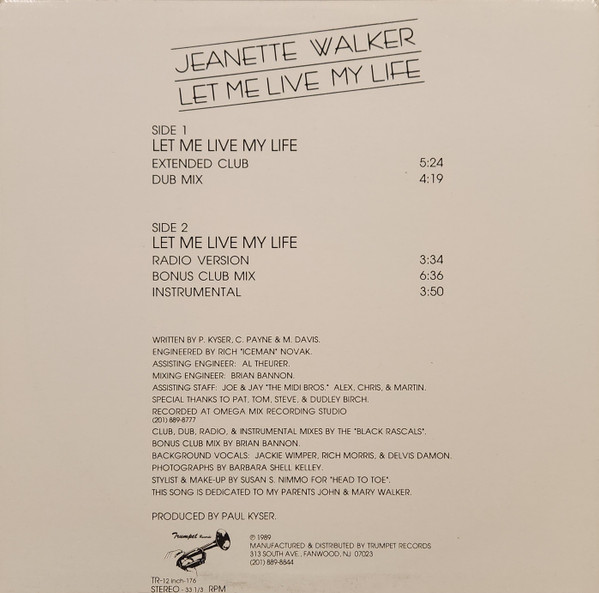 JEANETTE WALKER
LET ME LIVE MY LIFE
SIDE 1
LET ME LIVE MY LIFE
EXTENDED CLUB 5:24
DUB MIX 4:19
SIDE 2
LET ME LIVE MY LIFE
RADIO VERSION 3:34
BONUS CLUB MIX 6:36
INSTRUMENTAL 3:50
WRITTEN BY P. KYSER, C. PAYNE & M. DAVIS.
ENGINEERED BY RICH "ICEMAN" NOVAK.
ASSISTING ENGINEER: AL THEURER.
MIXING ENGINEER: BRIAN BANNON.
ASSISTING STAFF: JOE & JAY "THE MIDI BROS." ALEX, CHRIS, & MARTIN.
SPECIAL THANKS TO PAT, TOM, STEVE, & DUDLEY BIRCH.
RECORDED AT OMEGA MIX RECORDING STUDIO
(201) 889-8777
CLUB, DUB, RADIO, & INSTRUMENTAL MIXES BY THE "BLACK RASCALS".
BONUS CLUB MIX BY BRIAN BANNON.
BACKGROUND VOCALS: JACKIE WIMPER, RICH MORRIS, & DELVIS DAMON.
PHOTOGRAPHS BY BARBARA SHELL KELLEY.
STYLIST & MAKE-UP BY SUSAN S. NIMMO FOR "HEAD TO TOE".
THIS SONG IS DEDICATED TO MY PARENTS JOHN & MARY WALKER.
PRODUCED BY PAUL KYSER.
Trumpet Records
℗ 1989
MANUFACTURED & DISTRIBUTED BY TRUMPET RECORDS
313 SOUTH AVE., FANWOOD, NJ 07023
(201) 889-8844
TR-12 inch-176
STEREO - 33 1/3 RPM